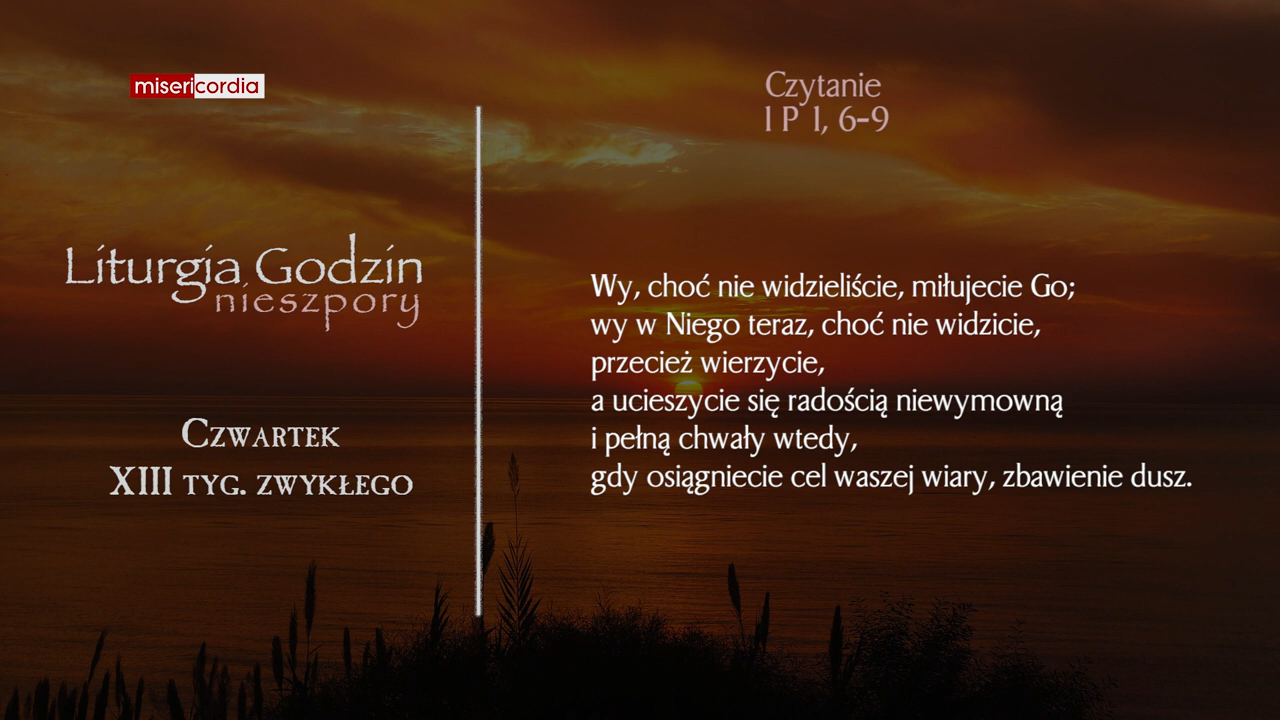 misericordia
Czytanie
1 P 1, 6-9
Liturgia Godzin
nieszpory
Czwartek
XIII tyg. zwykłego
Wy, choć nie widzieliście, miłujecie Go;
wy w Niego teraz, choć nie widzicie,
przecież wierzycie,
a ucieszycie się radością niewymowną
i pełną chwały wtedy,
gdy osiągniecie cel waszej wiary, zbawienie dusz.